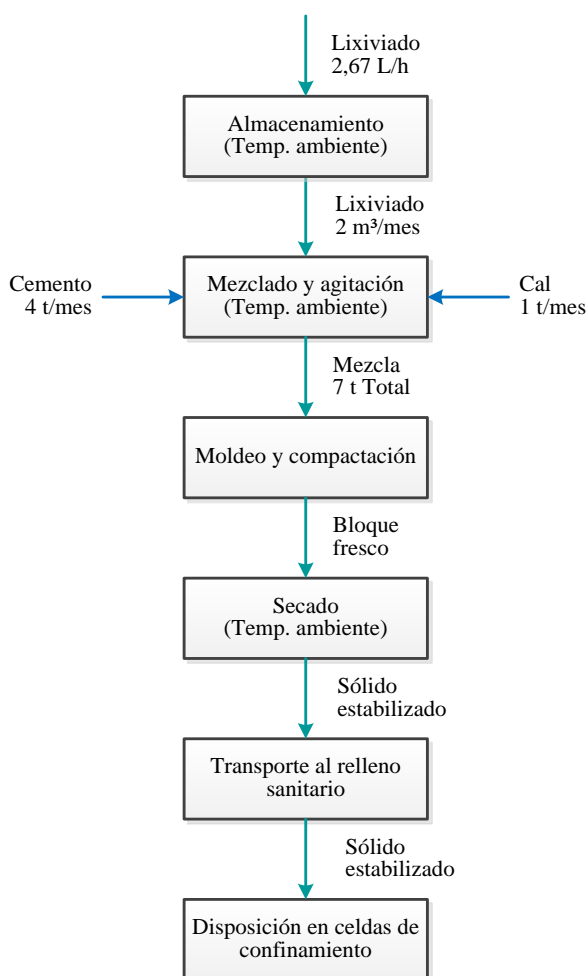 Lixiviado
2,67 L/h
Almacenamiento
(Temp. ambiente)
Lixiviado
2 m³/mes
Cemento
4 t/mes
Mezclado y agitación
(Temp. ambiente)
Cal
1 t/mes
Mezcla
7 t Total
Moldeo y compactación
Bloque
fresco
Secado
(Temp. ambiente)
Sólido
estabilizado
Transporte al relleno
sanitario
Sólido
estabilizado
Disposición en celdas de
confinamiento